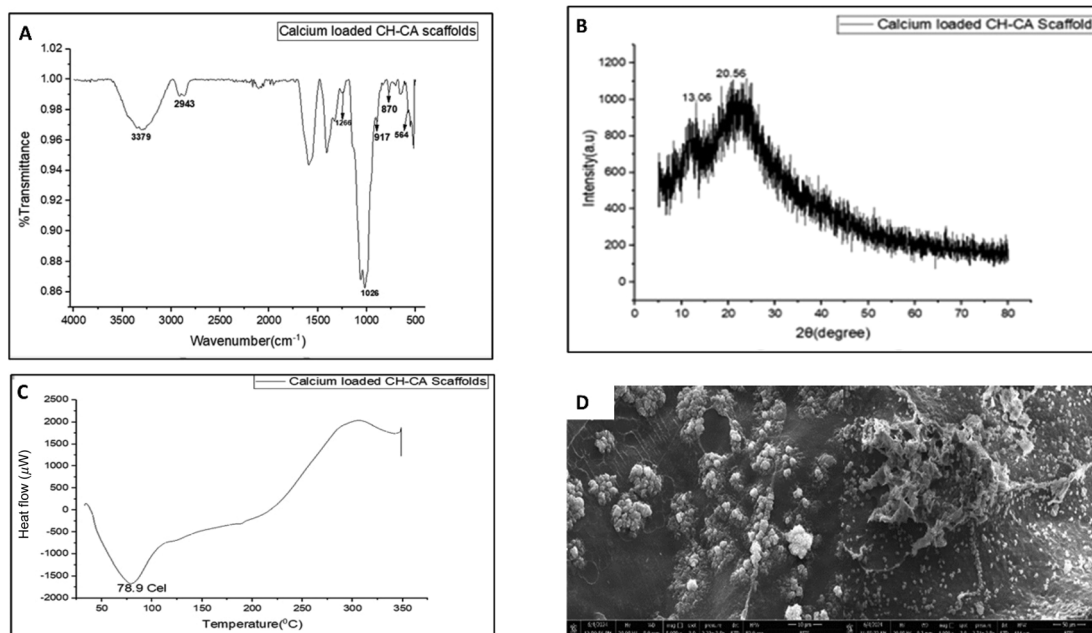 A
Calcium loaded CH-CA scaffolds
1.02
1.00
0.98
0.96
0.94
0.92
0.90
0.88
0.86
%Transmittance
3379
2943
1266
917
870
564
1026
4000 3500 3000 2500 2000 1500 1000 500
Wavenumber(cm-1)
B
Calcium loaded CH-CA Scaffold
1200
1000
800
600
400
200
0
Intensity(a.u)
13.06
20.56
0 10 20 30 40 50 60 70 80
2θ(degree)
C
Calcium loaded CH-CA Scaffolds
2500
2000
1500
1000
500
0
-500
-1000
-1500
-2000
Heat flow (µW)
78.9 Cel
50 100 150 200 250 300 350
Temperature(⁰C)
D